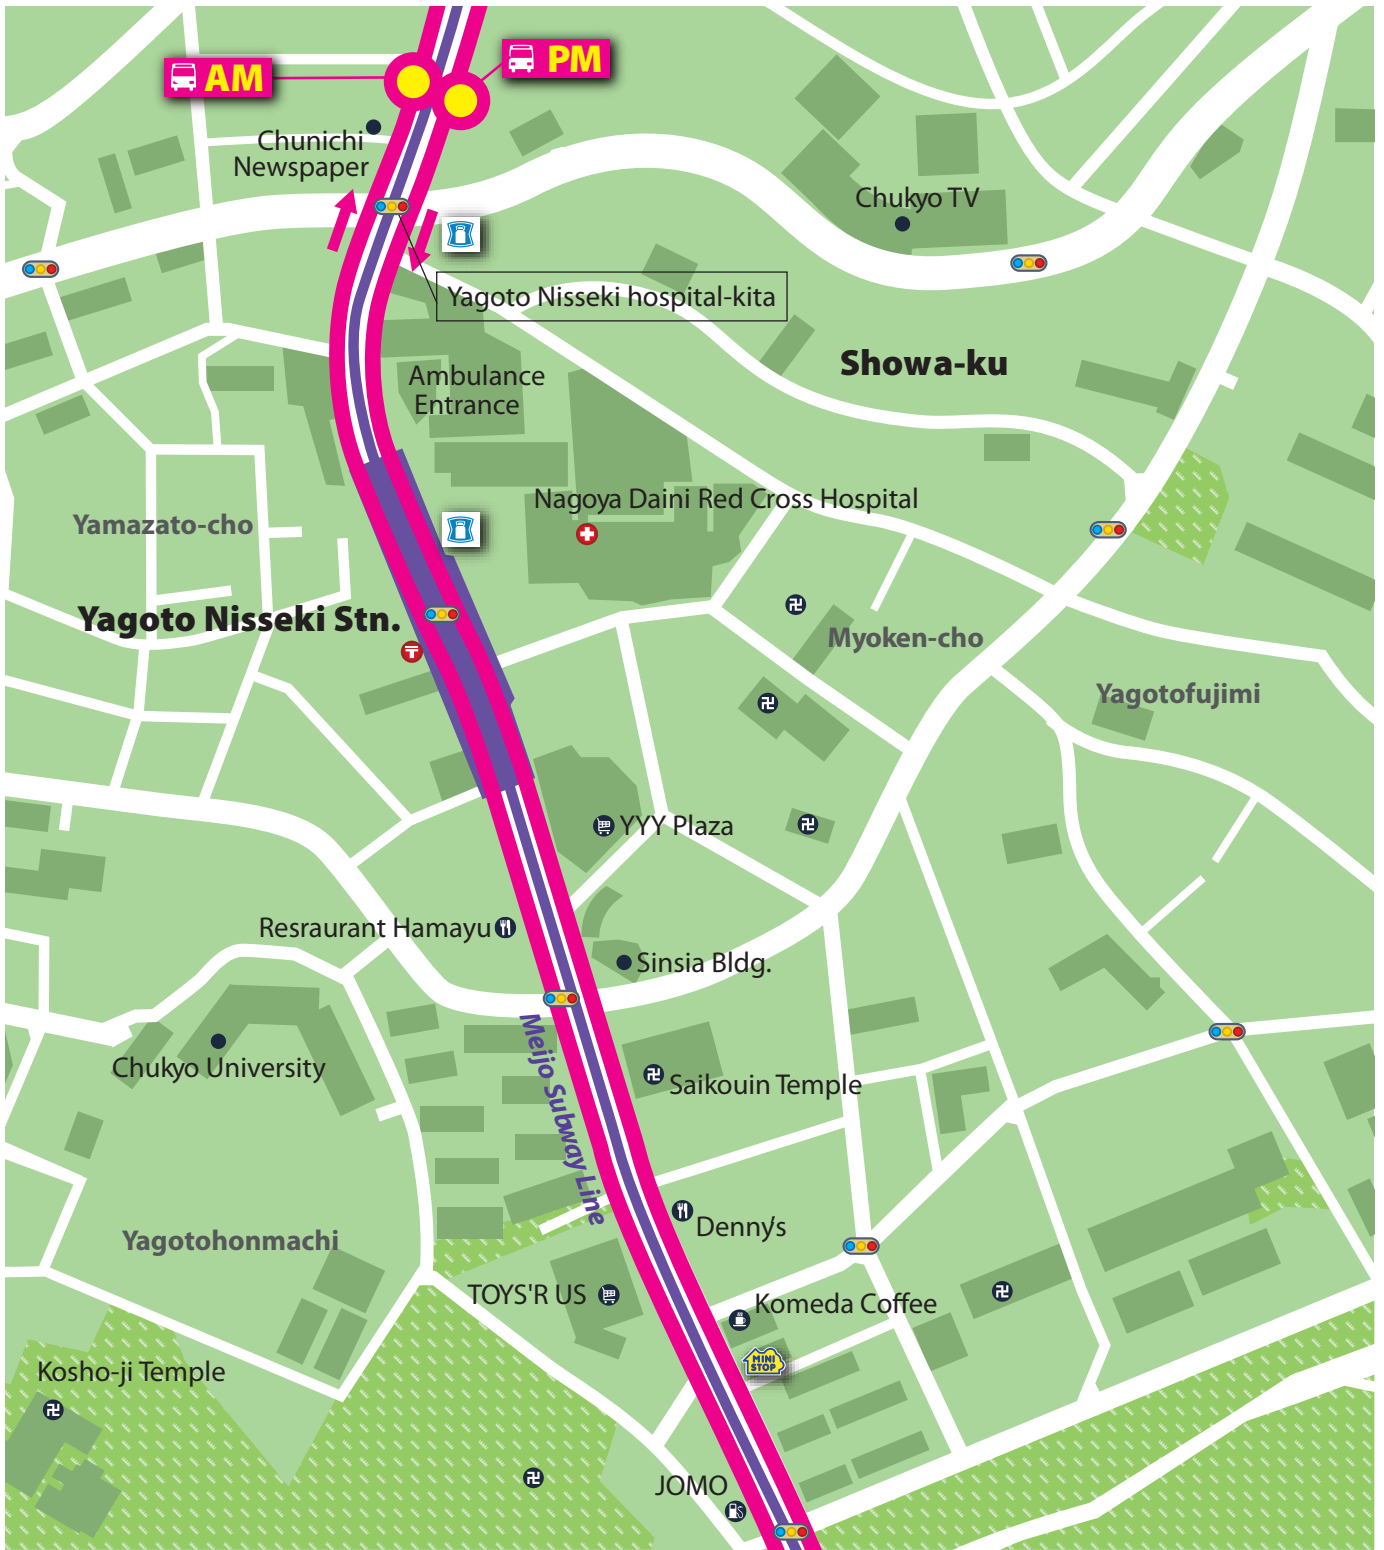 AM
PM
Chunichi
Newspaper
Chukyo TV
Yagoto Nisseki hospital-kita
Showa-ku
Ambulance
Entrance
Nagoya Daini Red Cross Hospital
Yamazato-cho
Yagoto Nisseki Stn.
Myoken-cho
Yagotofujimi
YYY Plaza
Resraurant Hamayu
Sinsia Bldg.
Meijo Subway Line
Chukyo University
Saikouin Temple
Denny's
Yagotohonmachi
TOYS'R US
Komeda Coffee
MINI
STOP
Kosho-ji Temple
JOMO